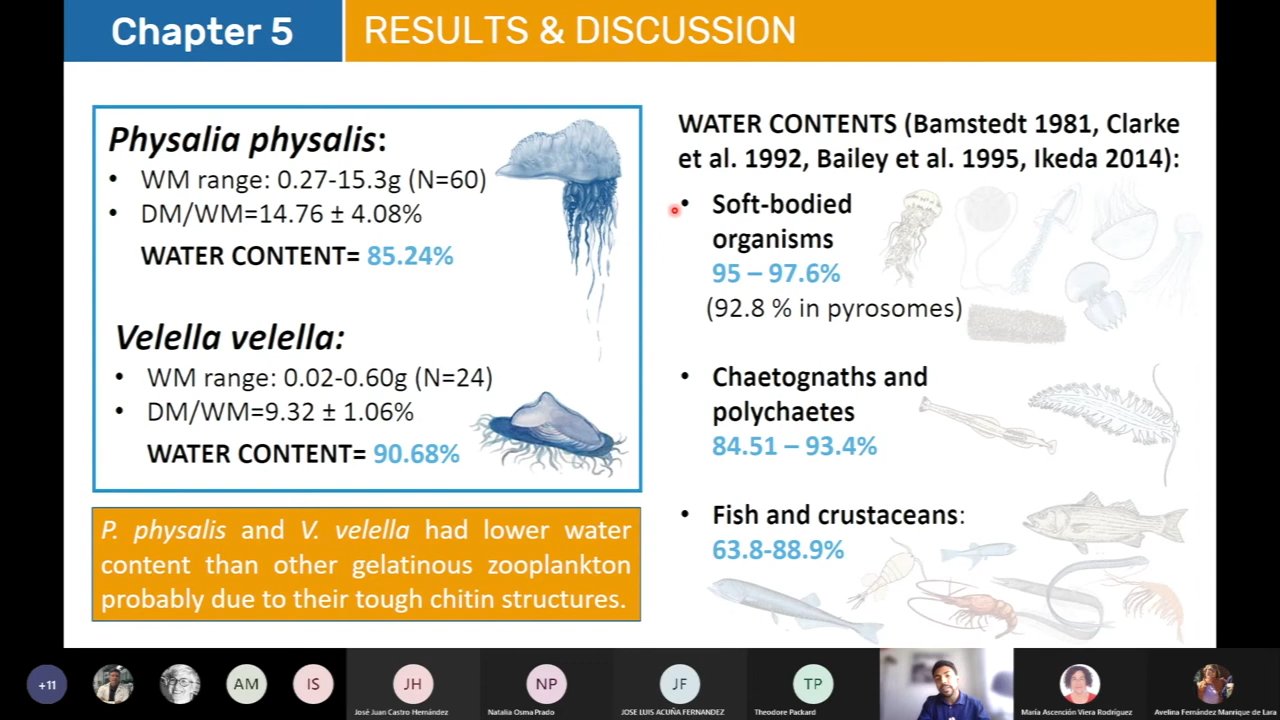 Chapter 5
RESULTS & DISCUSSION
Physalia physalis:
• WM range: 0.27-15.3g (N=60)
• DM/WM=14.76 ± 4.08%
WATER CONTENT= 85.24%
Velella velella:
• WM range: 0.02-0.60g (N=24)
• DM/WM=9.32 ± 1.06%
WATER CONTENT= 90.68%
P. physalis and V. velella had lower water
content than other gelatinous zooplankton
probably due to their tough chitin structures.
WATER CONTENTS (Bamstedt 1981, Clarke
et al. 1992, Bailey et al. 1995, Ikeda 2014):
• Soft-bodied
organisms
95 – 97.6%
(92.8 % in pyrosomes)
• Chaetognaths and
polychaetes
84.51 – 93.4%
• Fish and crustaceans:
63.8-88.9%
+11
AM
IS
JH
José Juan Castro Hernández
NP
Natalia Osma Prado
JF
JOSE LUIS ACUÑA FERNANDEZ
TP
Theodore Packard
María Ascención Viera Rodríguez
Avelina Fernández Manrique de Lara